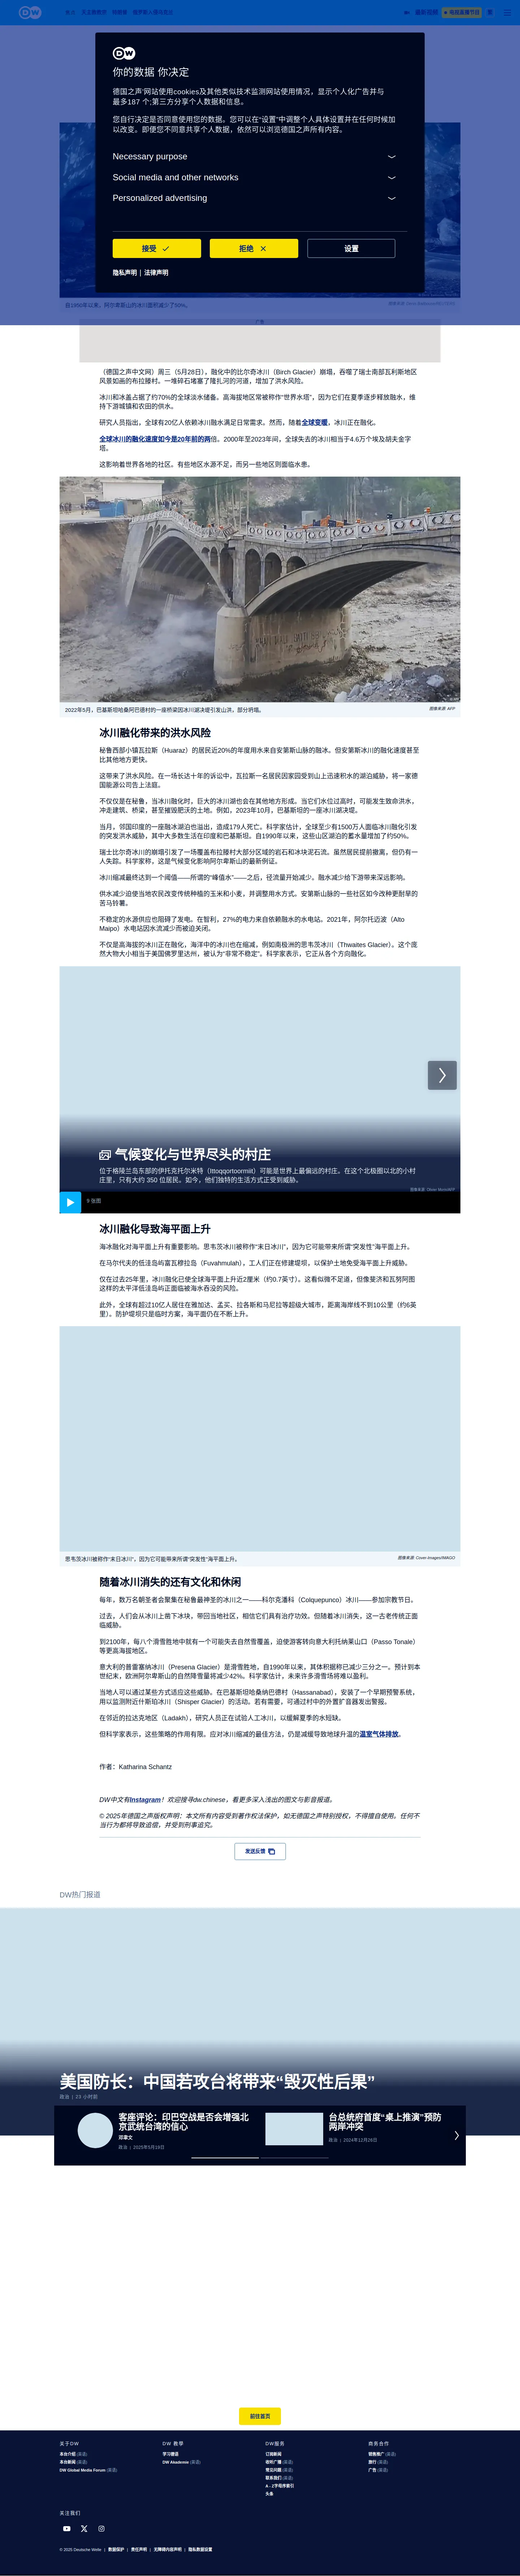 DW
你的数据 你决定
德国之声'网站使用cookies及其他类似技术监测网站使用情况，显示个人化广告并与
最多187 个;第三方分享个人数据和信息。
您自行决定是否同意使用您的数据。您可以在“设置”中调整个人具体设置并在任何时候加
以改变。即便您不同意共享个人数据，依然可以浏览德国之声所有内容。
Necessary purpose
Social media and other networks
Personalized advertising
接受
拒绝
设置
隐私声明 | 法律声明
自1990年以来，阿尔卑斯山的冰川面积减少了50%。
广告
（德国之声中文网）周三（5月28日），融化中的比尔奇冰川（Birch Glacier）崩塌，吞噬了瑞士南部瓦利斯地区
风景如画的布拉滕村。一堆碎石堵塞了隆扎河的河道，增加了洪水风险。
冰川和冰盖占据了约70%的全球淡水储备。高海拔地区常被称作“世界水塔”，因为它们在夏季逐步释放融水，维
持下游城镇和农田的供水。
研究人员指出，全球有20亿人依赖冰川融水满足日常需求。然而，随着全球变暖，冰川正在融化。
全球冰川的融化速度如今是20年前的两倍。2000年至2023年间，全球失去的冰川相当于4.6万个埃及胡夫金字
塔。
这影响着世界各地的社区。有些地区水源不足，而另一些地区则面临水患。
2022年5月，巴基斯坦哈桑阿巴德村的一座桥梁因冰川湖决堤引发山洪，部分坍塌。
图像来源: AFP
冰川融化带来的洪水风险
秘鲁西部小镇瓦拉斯（Huaraz）的居民近20%的年度用水来自安第斯山脉的融冰。但安第斯冰川的融化速度甚至
比其他地方更快。
这带来了洪水风险。在一场长达十年的诉讼中，瓦拉斯一名居民因家园受到山上迅速积水的湖泊威胁，将一家德
国能源公司告上法庭。
不仅仅是在秘鲁，当冰川融化时，巨大的冰川湖也会在其他地方形成。当它们水位过高时，可能发生致命洪水，
冲走建筑、桥梁，甚至摧毁肥沃的土地。例如，2023年10月，巴基斯坦的一座冰川湖决堤。
当月，邻国印度的一座融冰湖泊也溢出，造成179人死亡。科学家估计，全球至少有1500万人面临冰川融化引发
的突发洪水威胁，其中大多数生活在印度和巴基斯坦。自1990年以来，这些山区湖泊的蓄水量增加了约50%。
瑞士比尔奇冰川的崩塌引发了一场覆盖布拉滕村大部分区域的岩石和冰块泥石流。虽然居民提前撤离，但仍有一
人失踪。科学家称，这是气候变化影响阿尔卑斯山的最新例证。
冰川缩减最终达到一个阈值——所谓的“峰值水”——之后，径流量开始减少。融水减少给下游带来深远影响。
供水减少迫使当地农民改变传统种植的玉米和小麦，并调整用水方式。安第斯山脉的一些社区如今改种更耐旱的
苦马铃薯。
不稳定的水源供应也阻碍了发电。在智利，27%的电力来自依赖融水的水电站。2021年，阿尔托迈波（Alto
Maipo）水电站因水流减少而被迫关闭。
不仅是高海拔的冰川正在融化，海洋中的冰川也在缩减。例如南极洲的思韦茨冰川（Thwaites Glacier）。这个庞
然大物大小相当于美国佛罗里达州，被认为“非常不稳定”。科学家表示，它正从各个方向融化。
气候变化与世界尽头的村庄
位于格陵兰岛东部的伊托克托尔米特（Ittoqqortoormiit）可能是世界上最偏远的村庄。在这个北极圈以北的小村
庄里，只有大约 350 位居民。如今，他们独特的生活方式正受到威胁。
图像来源: Olivier Morin/AFP
9 张图
冰川融化导致海平面上升
海冰融化对海平面上升有重要影响。思韦茨冰川被称作“末日冰川”，因为它可能带来所谓“突发性”海平面上升。
在马尔代夫的低洼岛屿富瓦穆拉岛（Fuvahmulah），工人们正在修建堤坝，以保护土地免受海平面上升威胁。
仅在过去25年里，冰川融化已使全球海平面上升近2厘米（约0.7英寸）。这看似微不足道，但像斐济和瓦努阿图
这样的太平洋低洼岛屿正面临被海水吞没的风险。
此外，全球有超过10亿人居住在雅加达、孟买、拉各斯和马尼拉等超级大城市，距离海岸线不到10公里（约6英
里）。防护堤坝只是临时方案，海平面仍在不断上升。
思韦茨冰川被称作“末日冰川”，因为它可能带来所谓“突发性”海平面上升。
图像来源: Cover-Images/IMAGO
随着冰川消失的还有文化和休闲
每年，数万名朝圣者会聚集在秘鲁最神圣的冰川之一——科尔克潘科（Colquepunco）冰川——参加宗教节日。
过去，人们会从冰川上凿下冰块，带回当地社区，相信它们具有治疗功效。但随着冰川消失，这一古老传统正面
临威胁。
到2100年，每八个滑雪胜地中就有一个可能失去自然雪覆盖，迫使游客转向意大利托纳莱山口（Passo Tonale）
等更高海拔地区。
意大利的普雷塞纳冰川（Presena Glacier）是滑雪胜地，自1990年以来，其体积据称已减少三分之一。预计到本
世纪末，欧洲阿尔卑斯山的自然降雪量将减少42%。科学家估计，未来许多滑雪场将难以盈利。
当地人可以通过某些方式适应这些威胁。在巴基斯坦哈桑纳巴德村（Hassanabad），安装了一个早期预警系统，
用以监测附近什斯珀冰川（Shisper Glacier）的活动。若有需要，可通过村中的外置扩音器发出警报。
在邻近的拉达克地区（Ladakh），研究人员正在试验人工冰川，以缓解夏季的水短缺。
但科学家表示，这些策略的作用有限。应对冰川缩减的最佳方法，仍是减缓导致地球升温的温室气体排放。
作者：Katharina Schantz
DW中文有Instagram！欢迎搜寻dw.chinese，看更多深入浅出的图文与影音报道。
© 2025年德国之声版权声明：本文所有内容受到著作权法保护，如无德国之声特别授权，不得擅自使用。任何不
当行为都将导致追偿，并受到刑事追究。
发送反馈
DW热门报道
美国防长：中国若攻台将带来“毁灭性后果”
政治 | 23 小时前
客座评论：印巴空战是否会增强北
京武统台湾的信心
邓聿文
政治 | 2025年5月19日
台总统府首度“桌上推演”预防
两岸冲突
政治 | 2024年12月26日
前往首页
关于DW
本台介绍 (英语)
本台新闻 (英语)
DW Global Media Forum (英语)
DW 教学
学习德语
DW Akademie (英语)
DW服务
订阅新闻
收听广播 (英语)
常见问题 (英语)
联系我们 (英语)
A - Z字母序索引
头条
商务合作
销售推广 (英语)
旅行 (英语)
广告 (英语)
关注我们
© 2025 Deutsche Welle | 数据保护 | 责任声明 | 无障碍内容声明 | 隐私数据设置